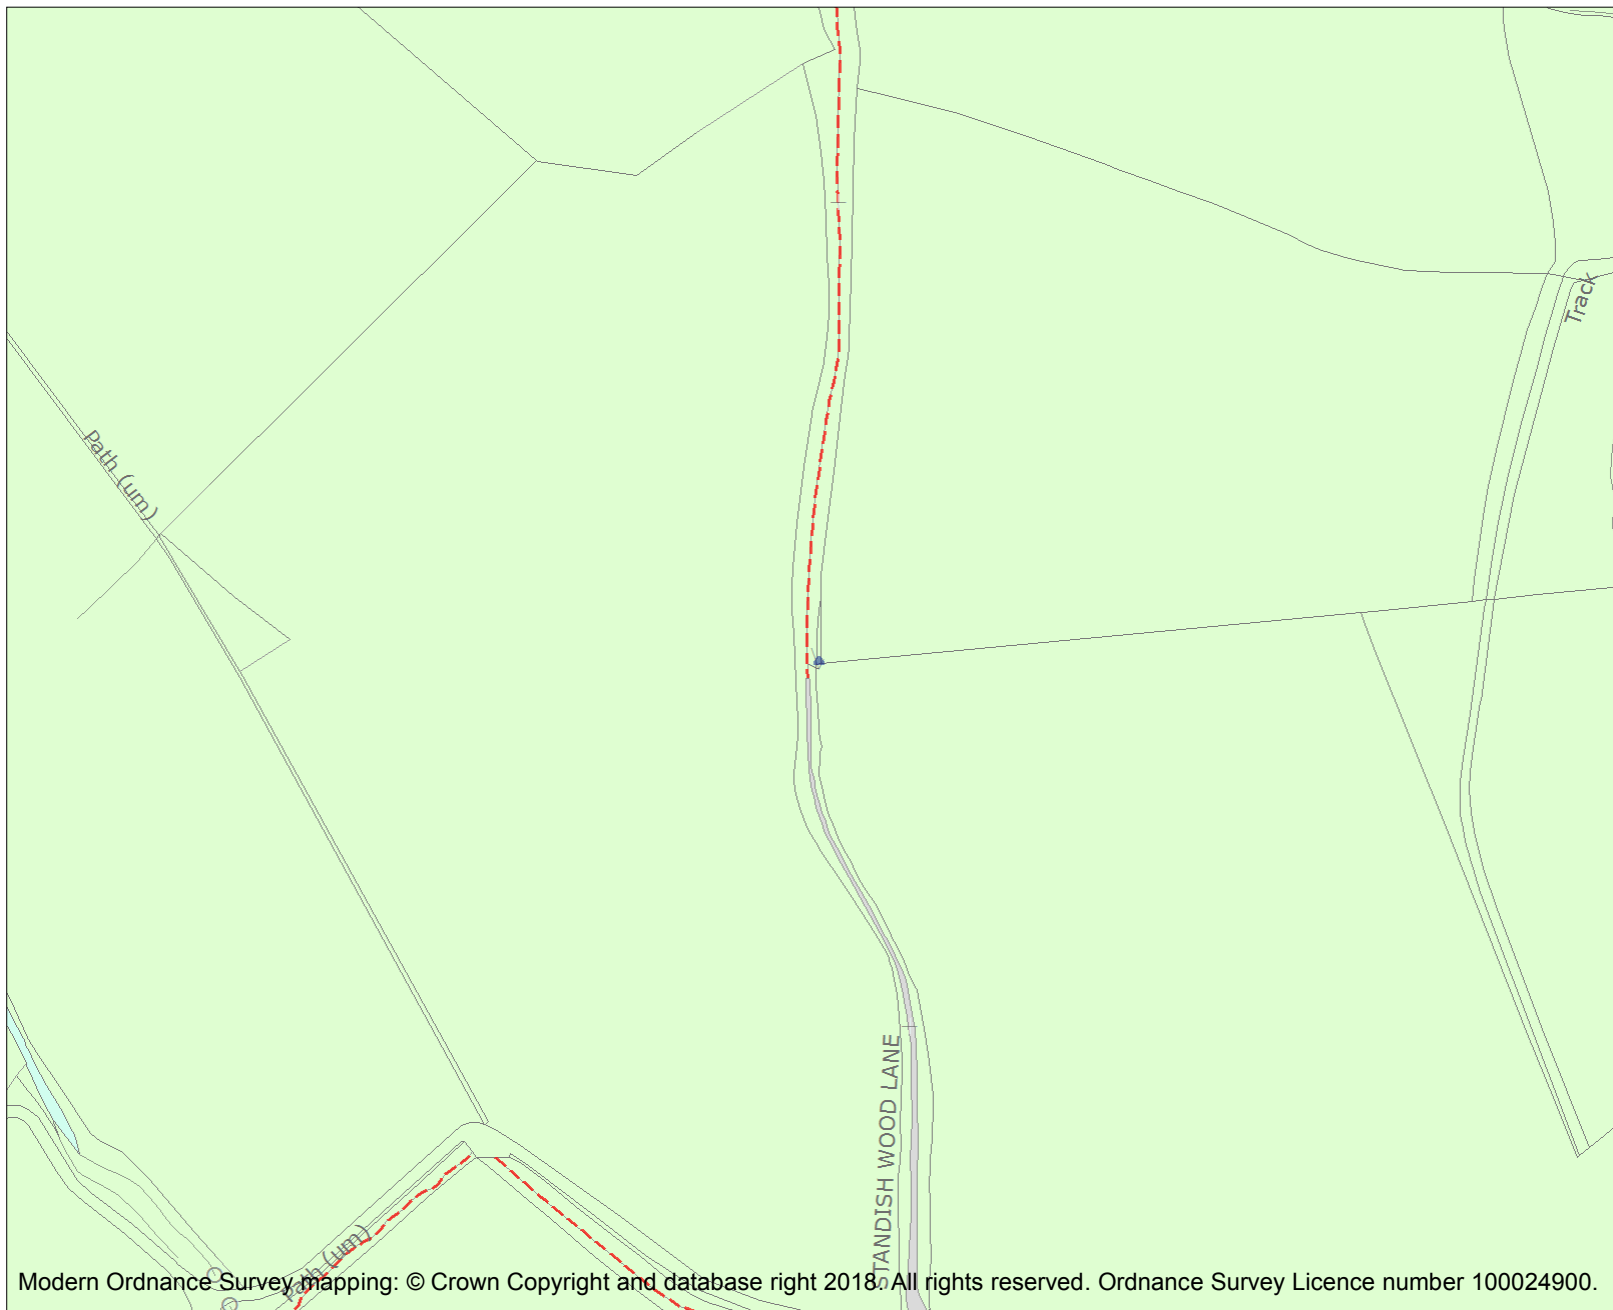 Track
Path (um)
STANDISH WOOD LANE
Path (um)
Modern Ordnance Survey mapping: © Crown Copyright and database right 2018. All rights reserved. Ordnance Survey Licence number 100024900.